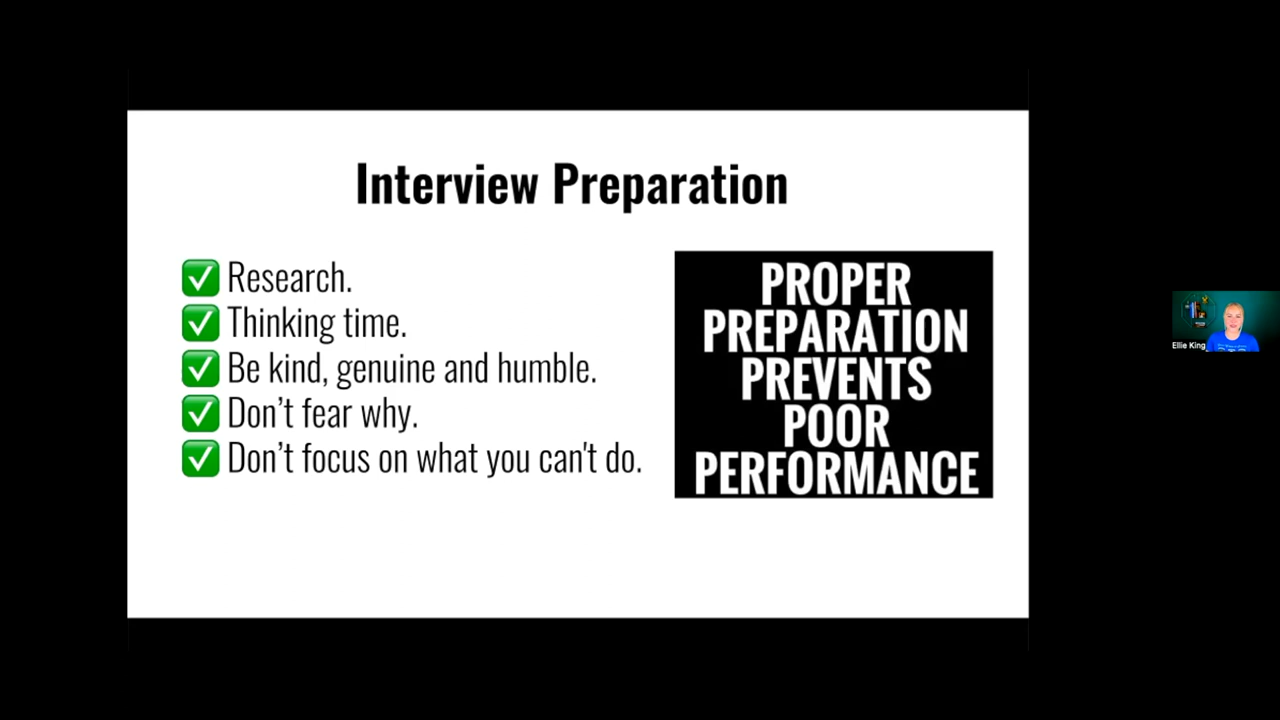 Interview Preparation
✅ Research.
✅ Thinking time.
✅ Be kind, genuine and humble.
✅ Don’t fear why.
✅ Don’t focus on what you can't do.
PROPER
PREPARATION
PREVENTS
POOR
PERFORMANCE
Ellie King